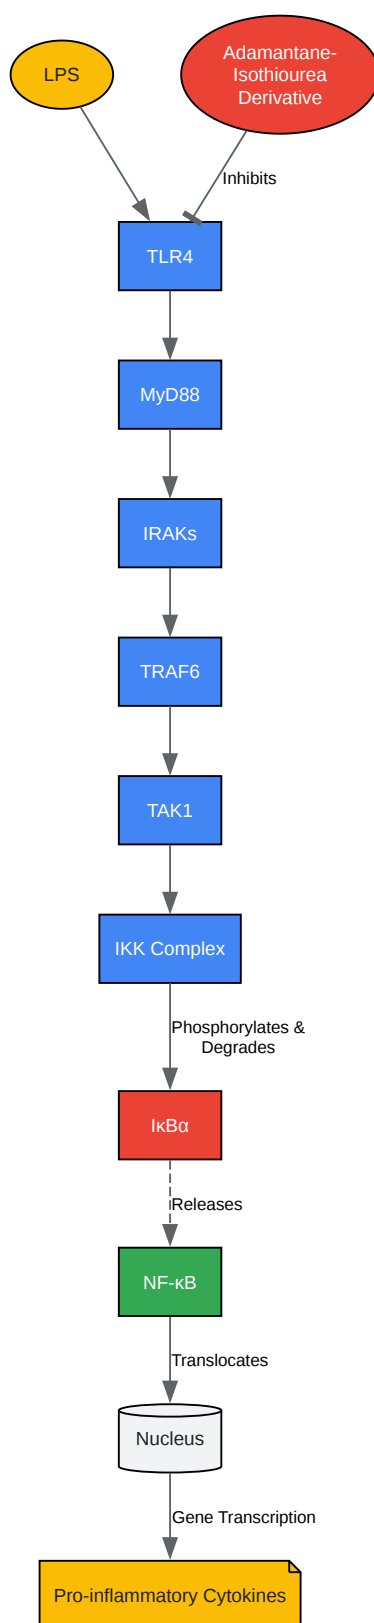 LPS
Adamantane-
Isothiourea
Derivative
Inhibits
TLR4
MyD88
IRAKs
TRAF6
TAK1
IKK Complex
Phosphorylates &
Degrades
IκBα
Releases
NF-κB
Translocates
Nucleus
Gene Transcription
Pro-inflammatory Cytokines